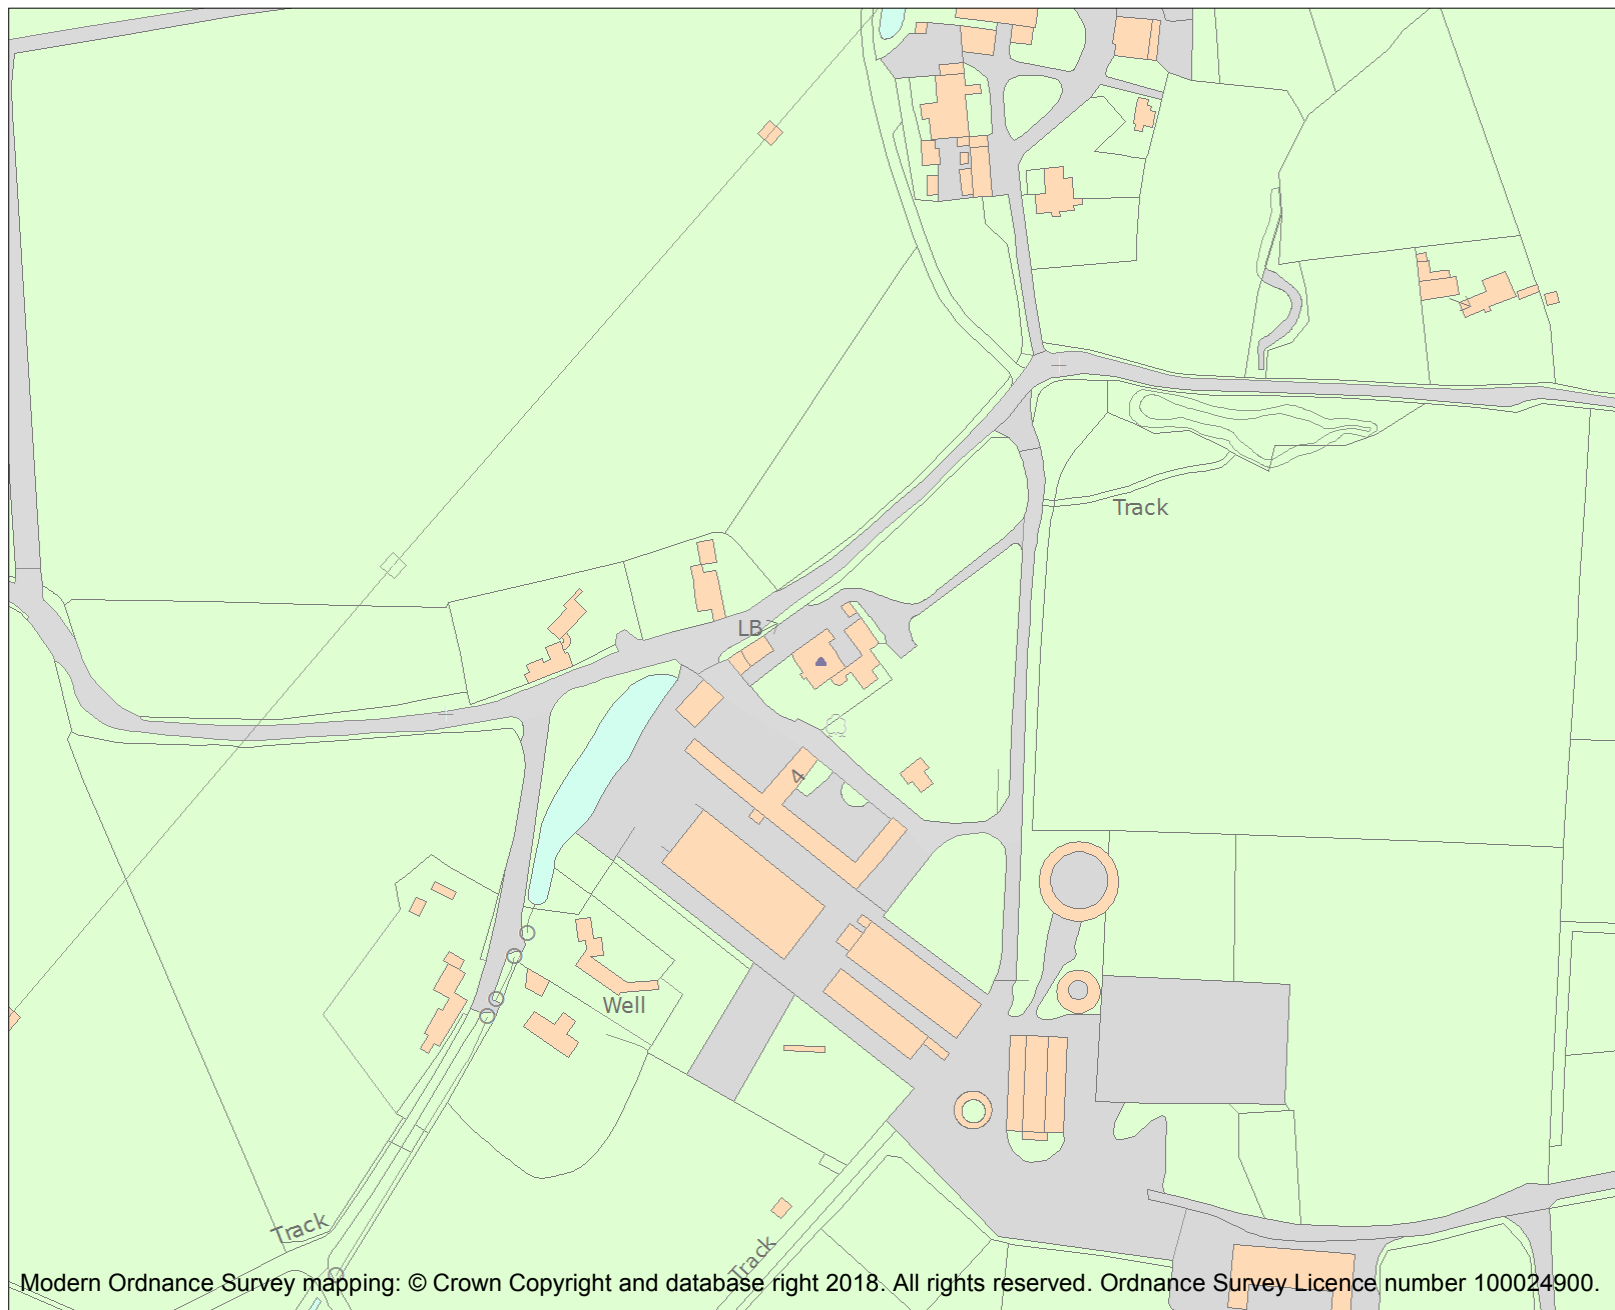 Track
LB
4
Well
Track
Track
Modern Ordnance Survey mapping: © Crown Copyright and database right 2018. All rights reserved. Ordnance Survey Licence number 100024900.